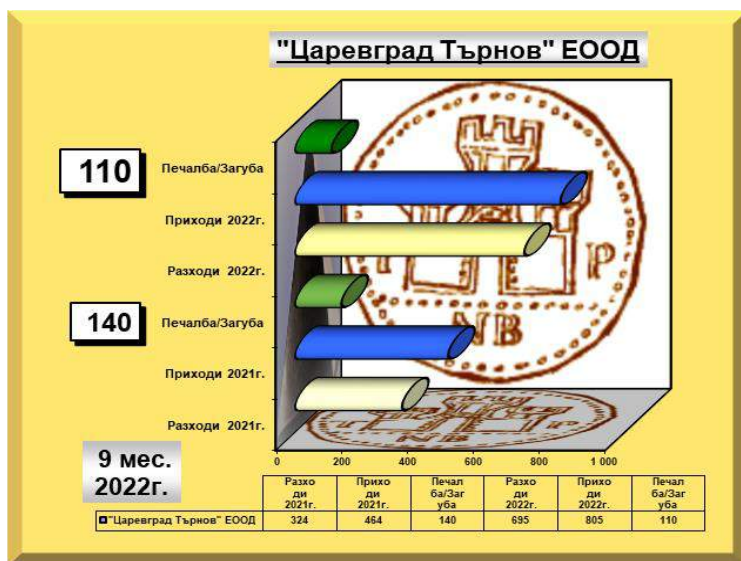 "Царевград Търнов" ЕООД
110
Печалба/Загуба
Приходи 2022г.
Разходи 2022г.
140
Печалба/Загуба
Приходи 2021г.
Разходи 2021г.
9 мес.
2022г.
0 200 400 600 800 1 000
Разхо Прихо Печал Разхо Прихо Печал
ди ди ба/Заг ди ди ба/Заг
2021г. 2021г. уба 2022г. 2022г. уба
"Царевград Търнов" ЕООД 324 464 140 695 805 110
Р
NB
NB